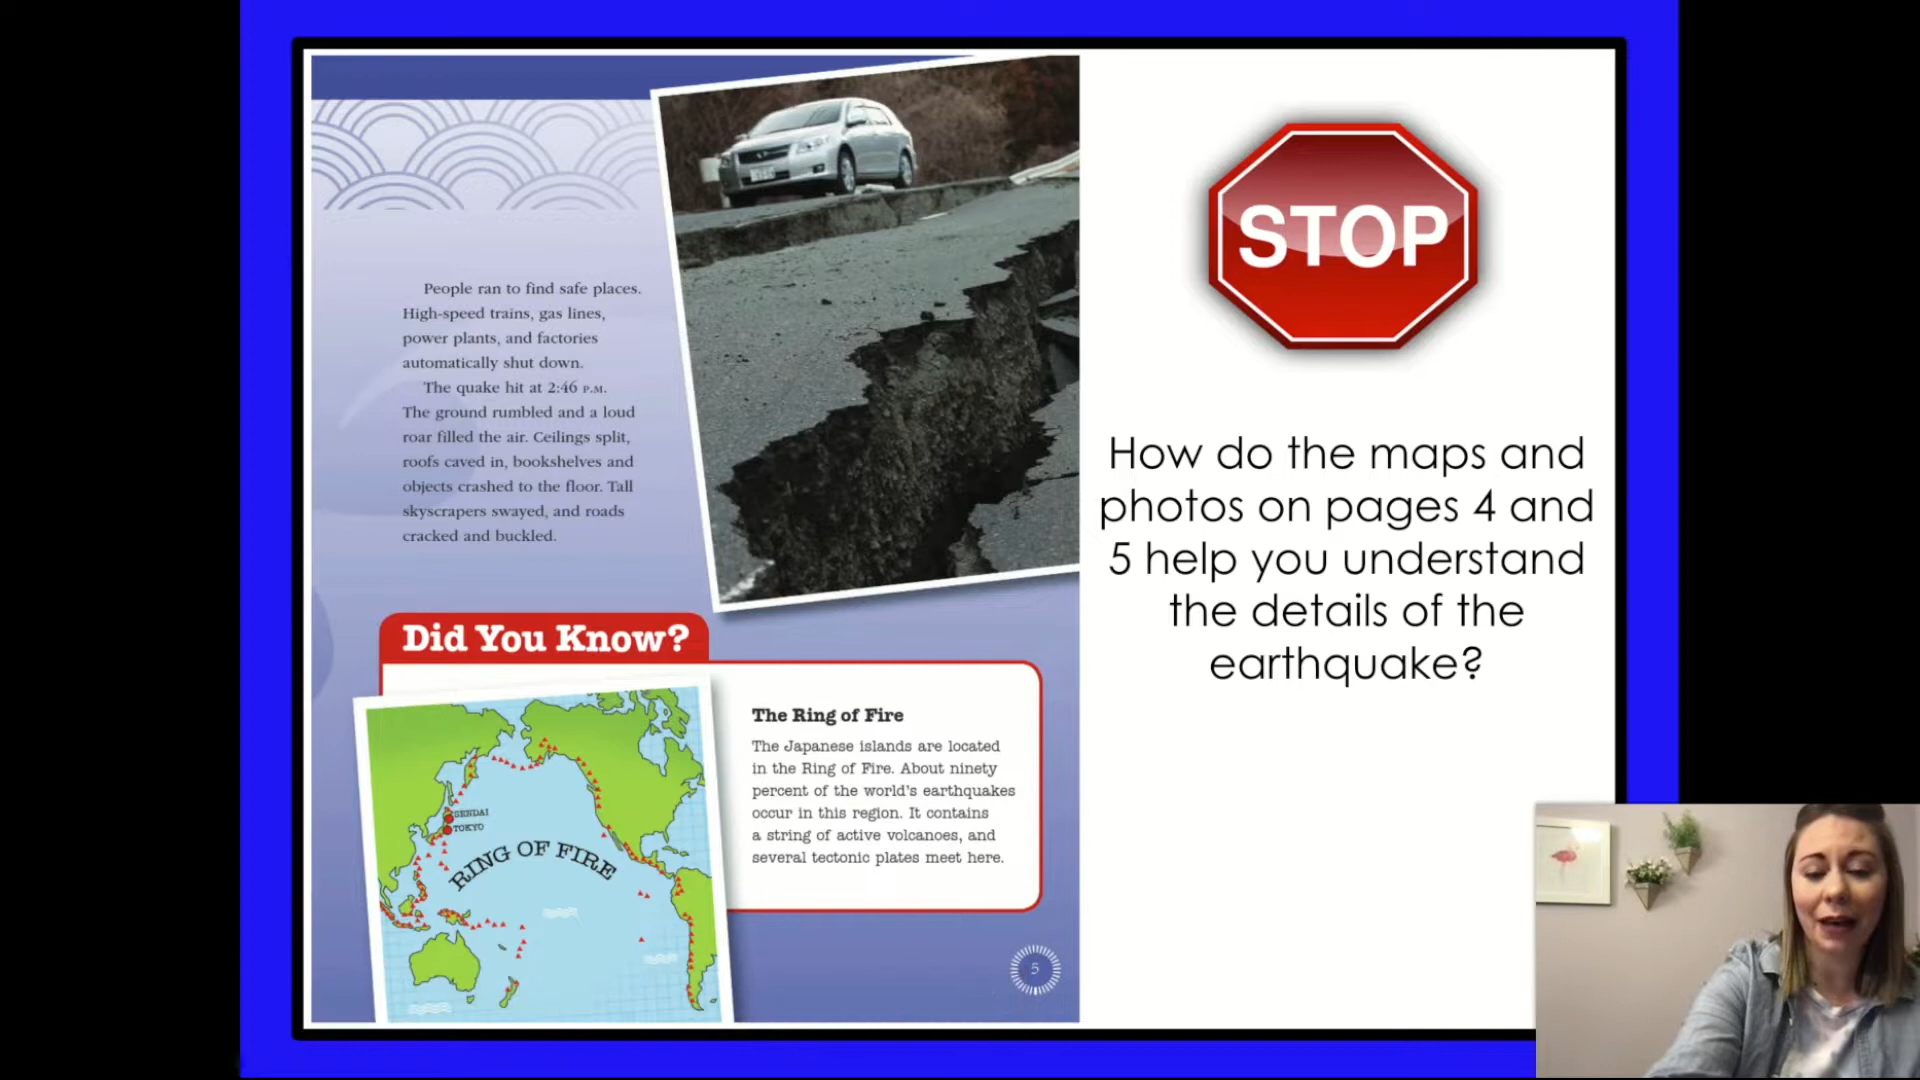 People ran to find safe places.
High-speed trains, gas lines,
power plants, and factories
automatically shut down.
The quake hit at 2:46 P.M.
The ground rumbled and a loud
roar filled the air. Ceilings split,
roofs caved in, bookshelves and
objects crashed to the floor. Tall
skyscrapers swayed, and roads
cracked and buckled.
Did You Know?
SENDAI
TOKYO
RING OF FIRE
The Ring of Fire
The Japanese islands are located
in the Ring of Fire. About ninety
percent of the world's earthquakes
occur in this region. It contains
a string of active volcanoes, and
several tectonic plates meet here.
5
STOP
How do the maps and
photos on pages 4 and
5 help you understand
the details of the
earthquake?